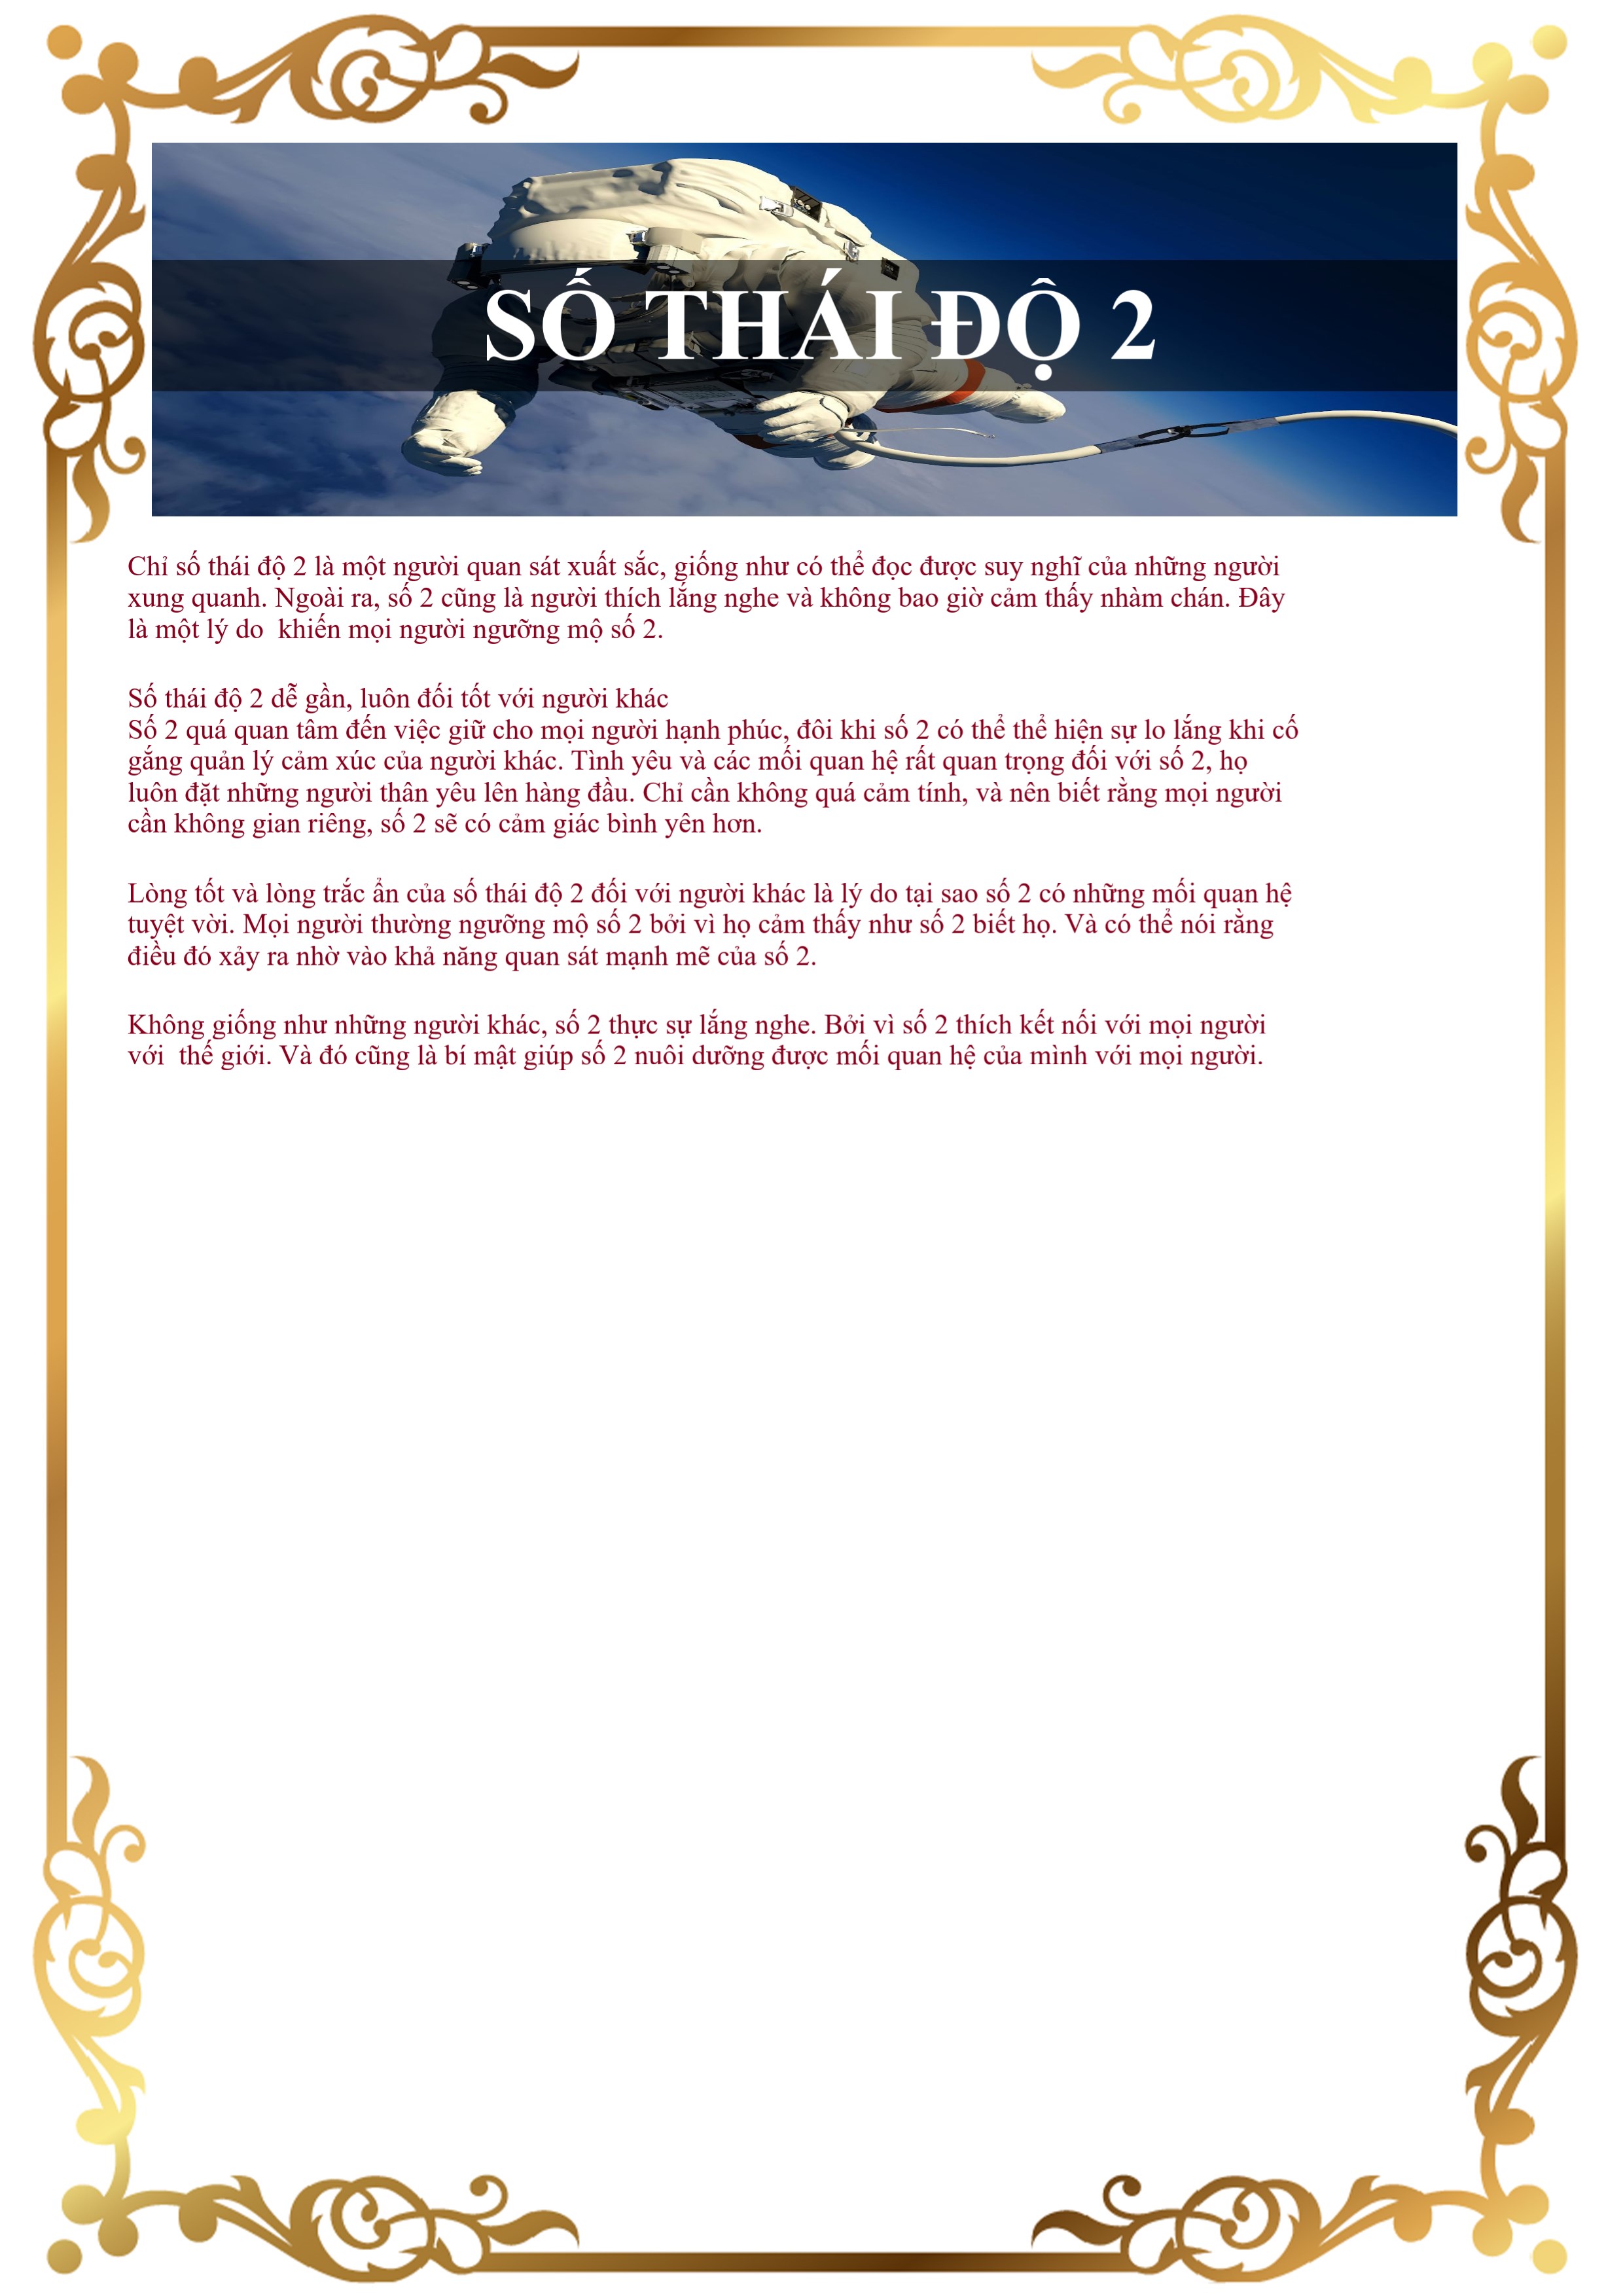 SỐ THÁI ĐỘ 2
Chỉ số thái độ 2 là một người quan sát xuất sắc, giống như có thể đọc được suy nghĩ của những người
xung quanh. Ngoài ra, số 2 cũng là người thích lắng nghe và không bao giờ cảm thấy nhàm chán. Đây
là một lý do  khiến mọi người ngưỡng mộ số 2.
Số thái độ 2 dễ gần, luôn đối tốt với người khác
Số 2 quá quan tâm đến việc giữ cho mọi người hạnh phúc, đôi khi số 2 có thể thể hiện sự lo lắng khi cố
gắng quản lý cảm xúc của người khác. Tình yêu và các mối quan hệ rất quan trọng đối với số 2, họ
luôn đặt những người thân yêu lên hàng đầu. Chỉ cần không quá cảm tính, và nên biết rằng mọi người
cần không gian riêng, số 2 sẽ có cảm giác bình yên hơn.
Lòng tốt và lòng trắc ẩn của số thái độ 2 đối với người khác là lý do tại sao số 2 có những mối quan hệ
tuyệt vời. Mọi người thường ngưỡng mộ số 2 bởi vì họ cảm thấy như số 2 biết họ. Và có thể nói rằng
điều đó xảy ra nhờ vào khả năng quan sát mạnh mẽ của số 2.
Không giống như những người khác, số 2 thực sự lắng nghe. Bởi vì số 2 thích kết nối với mọi người
với  thế giới. Và đó cũng là bí mật giúp số 2 nuôi dưỡng được mối quan hệ của mình với mọi người.